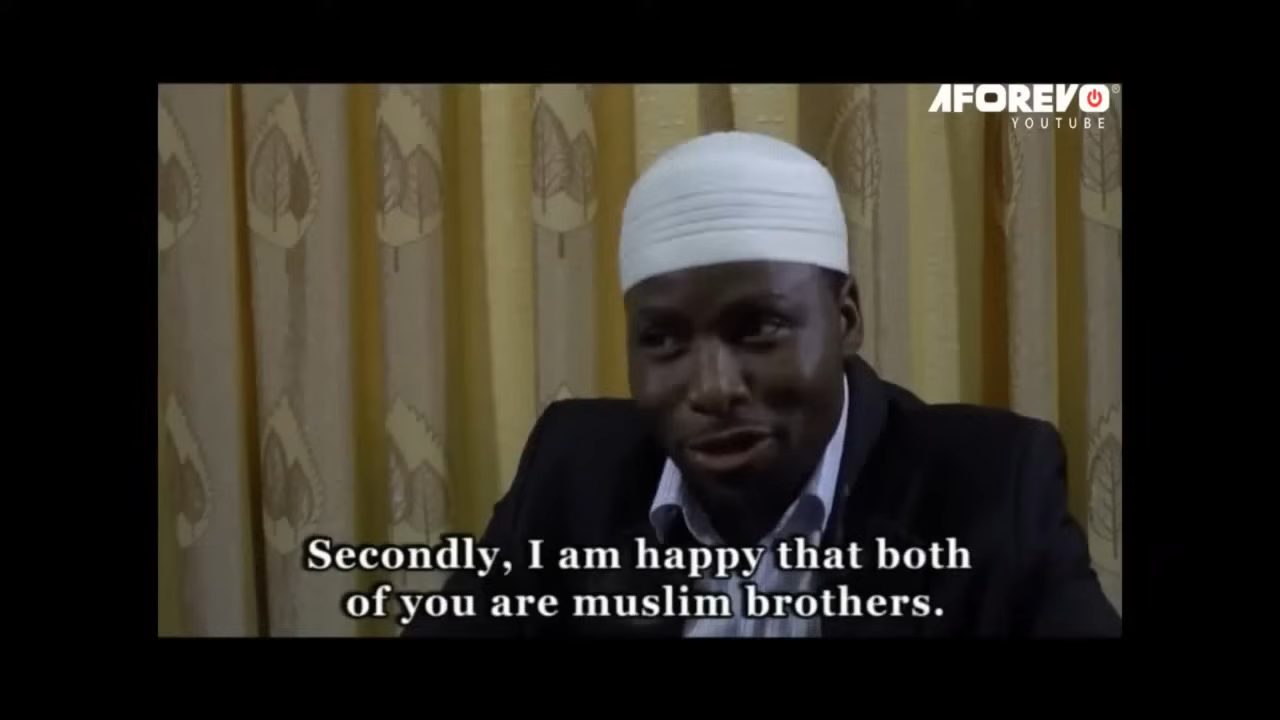 AFOREVO®
YOUTUBE
Secondly, I am happy that both
of you are muslim brothers.